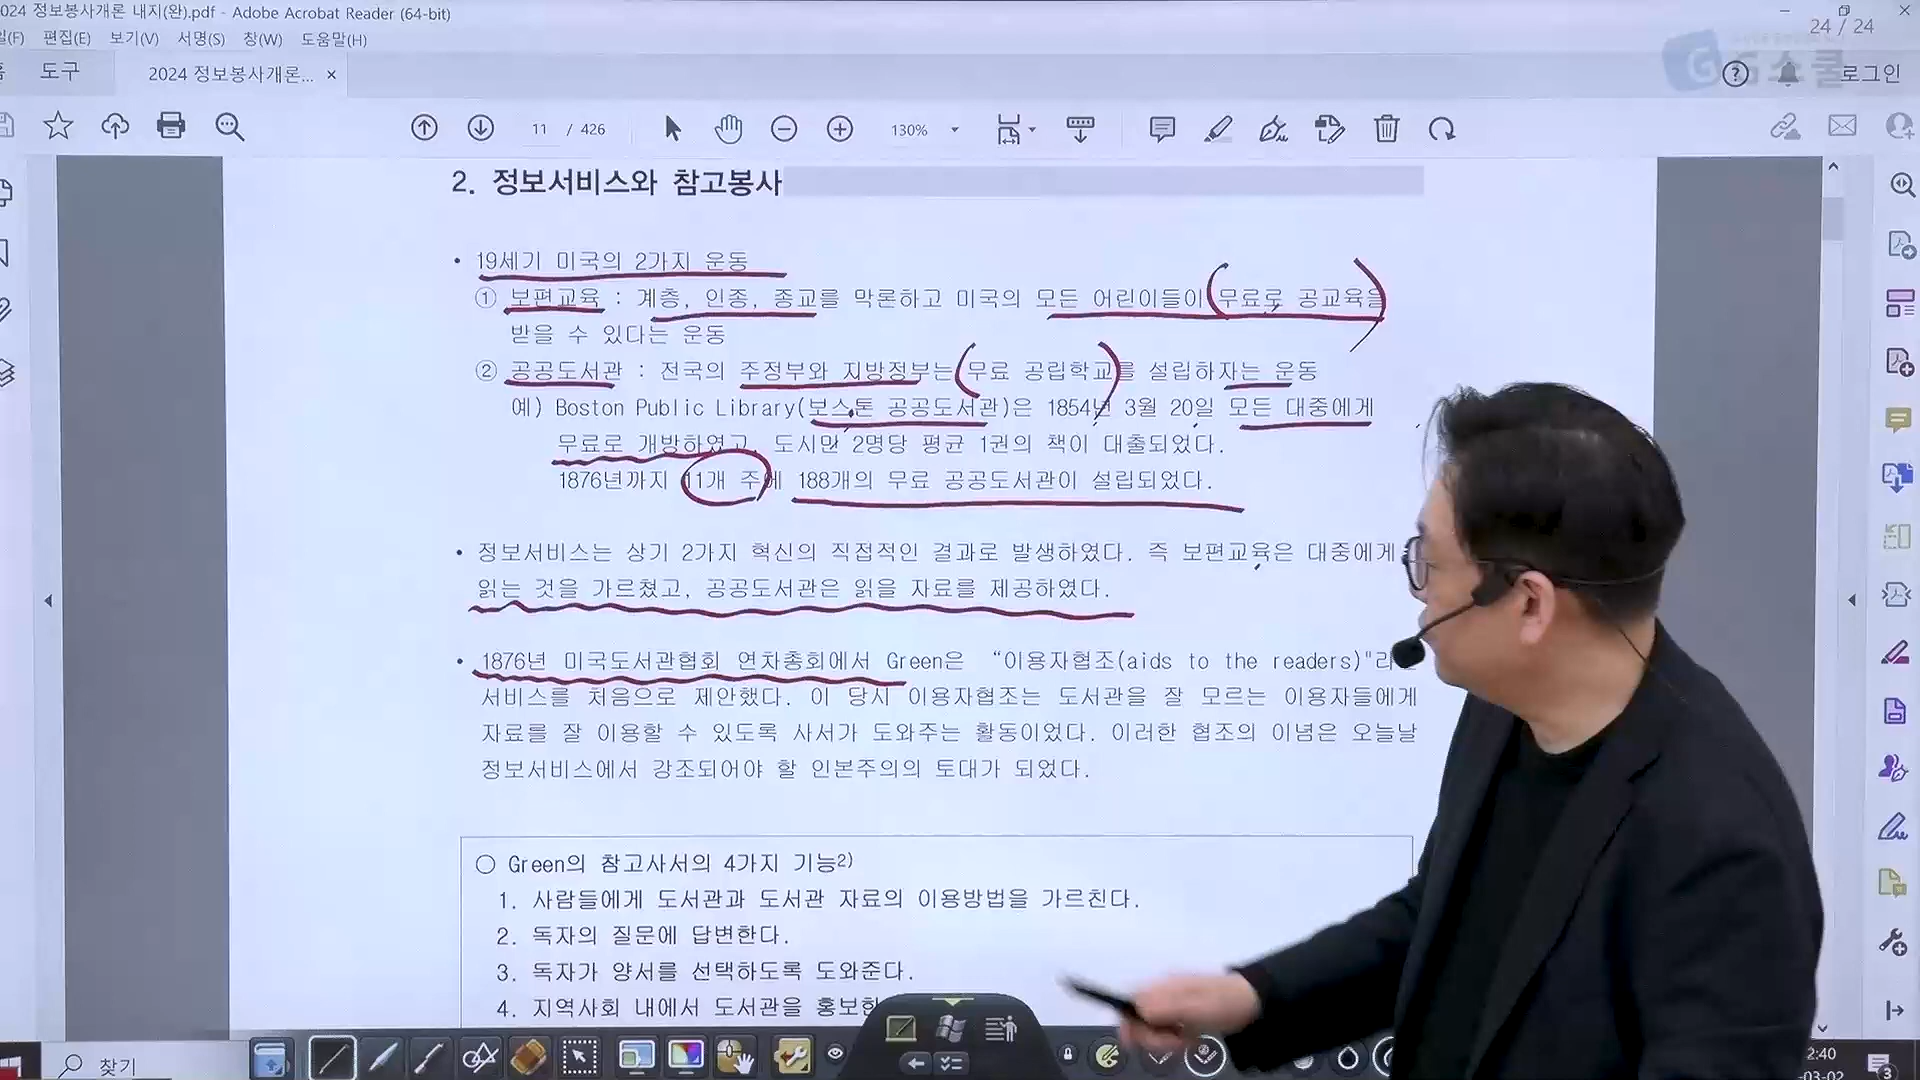 024 정보봉사개론 내지(완).pdf - Adobe Acrobat Reader (64-bit)
24 / 24
일(F) 편집(E) 보기(V) 서명(S) 창(W) 도움말(H)
G스쿨
홈 도구 2024 정보봉사개론... × 로그인
11 / 426 130%
2. 정보서비스와 참고봉사
• 19세기 미국의 2가지 운동
① 보편교육 : 계층, 인종, 종교를 막론하고 미국의 모든 어린이들이 무료로 공교육을
받을 수 있다는 운동
② 공공도서관 : 전국의 주정부와 지방정부는 무료 공립학교를 설립하자는 운동
예) Boston Public Library(보스톤 공공도서관)은 1854년 3월 20일 모든 대중에게
무료로 개방하였고, 도시만 2명당 평균 1권의 책이 대출되었다.
1876년까지 11개 주에 188개의 무료 공공도서관이 설립되었다.
• 정보서비스는 상기 2가지 혁신의 직접적인 결과로 발생하였다. 즉 보편교육은 대중에게
읽는 것을 가르쳤고, 공공도서관은 읽을 자료를 제공하였다.
• 1876년 미국도서관협회 연차총회에서 Green은 “이용자협조(aids to the readers)"라
서비스를 처음으로 제안했다. 이 당시 이용자협조는 도서관을 잘 모르는 이용자들에게
자료를 잘 이용할 수 있도록 사서가 도와주는 활동이었다. 이러한 협조의 이념은 오늘날
정보서비스에서 강조되어야 할 인본주의의 토대가 되었다.
○ Green의 참고사서의 4가지 기능2)
1. 사람들에게 도서관과 도서관 자료의 이용방법을 가르친다.
2. 독자의 질문에 답변한다.
3. 독자가 양서를 선택하도록 도와준다.
4. 지역사회 내에서 도서관을 홍보한
찾기
2:40
-03-02
3